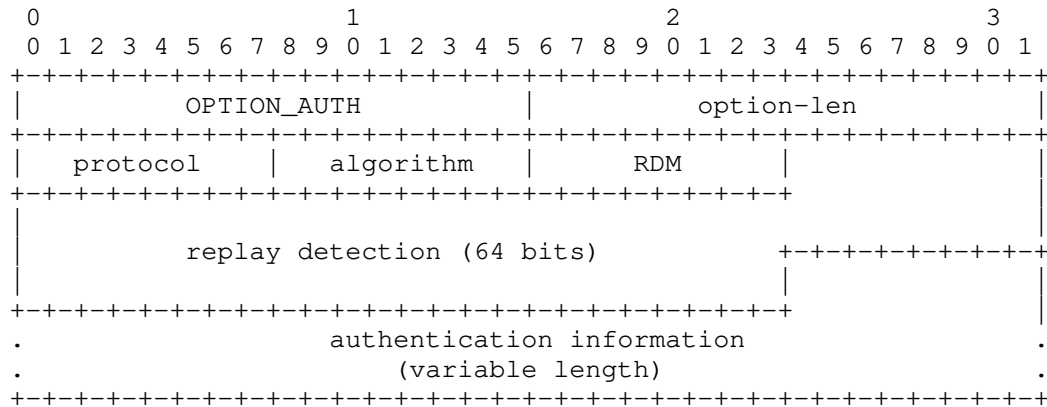 0                   1                   2                   3
 0 1 2 3 4 5 6 7 8 9 0 1 2 3 4 5 6 7 8 9 0 1 2 3 4 5 6 7 8 9 0 1
+-+-+-+-+-+-+-+-+-+-+-+-+-+-+-+-+-+-+-+-+-+-+-+-+-+-+-+-+-+-+-+-+
|          OPTION_AUTH          |          option-len           |
+-+-+-+-+-+-+-+-+-+-+-+-+-+-+-+-+-+-+-+-+-+-+-+-+-+-+-+-+-+-+-+-+
|   protocol    |   algorithm   |      RDM      |               |
+-+-+-+-+-+-+-+-+-+-+-+-+-+-+-+-+-+-+-+-+-+-+-+-+               |
|                                                               |
|          replay detection (64 bits)           +-+-+-+-+-+-+-+-+
|                                               |               |
+-+-+-+-+-+-+-+-+-+-+-+-+-+-+-+-+-+-+-+-+-+-+-+-+               |
.                   authentication information                  .
.                       (variable length)                       .
+-+-+-+-+-+-+-+-+-+-+-+-+-+-+-+-+-+-+-+-+-+-+-+-+-+-+-+-+-+-+-+-+